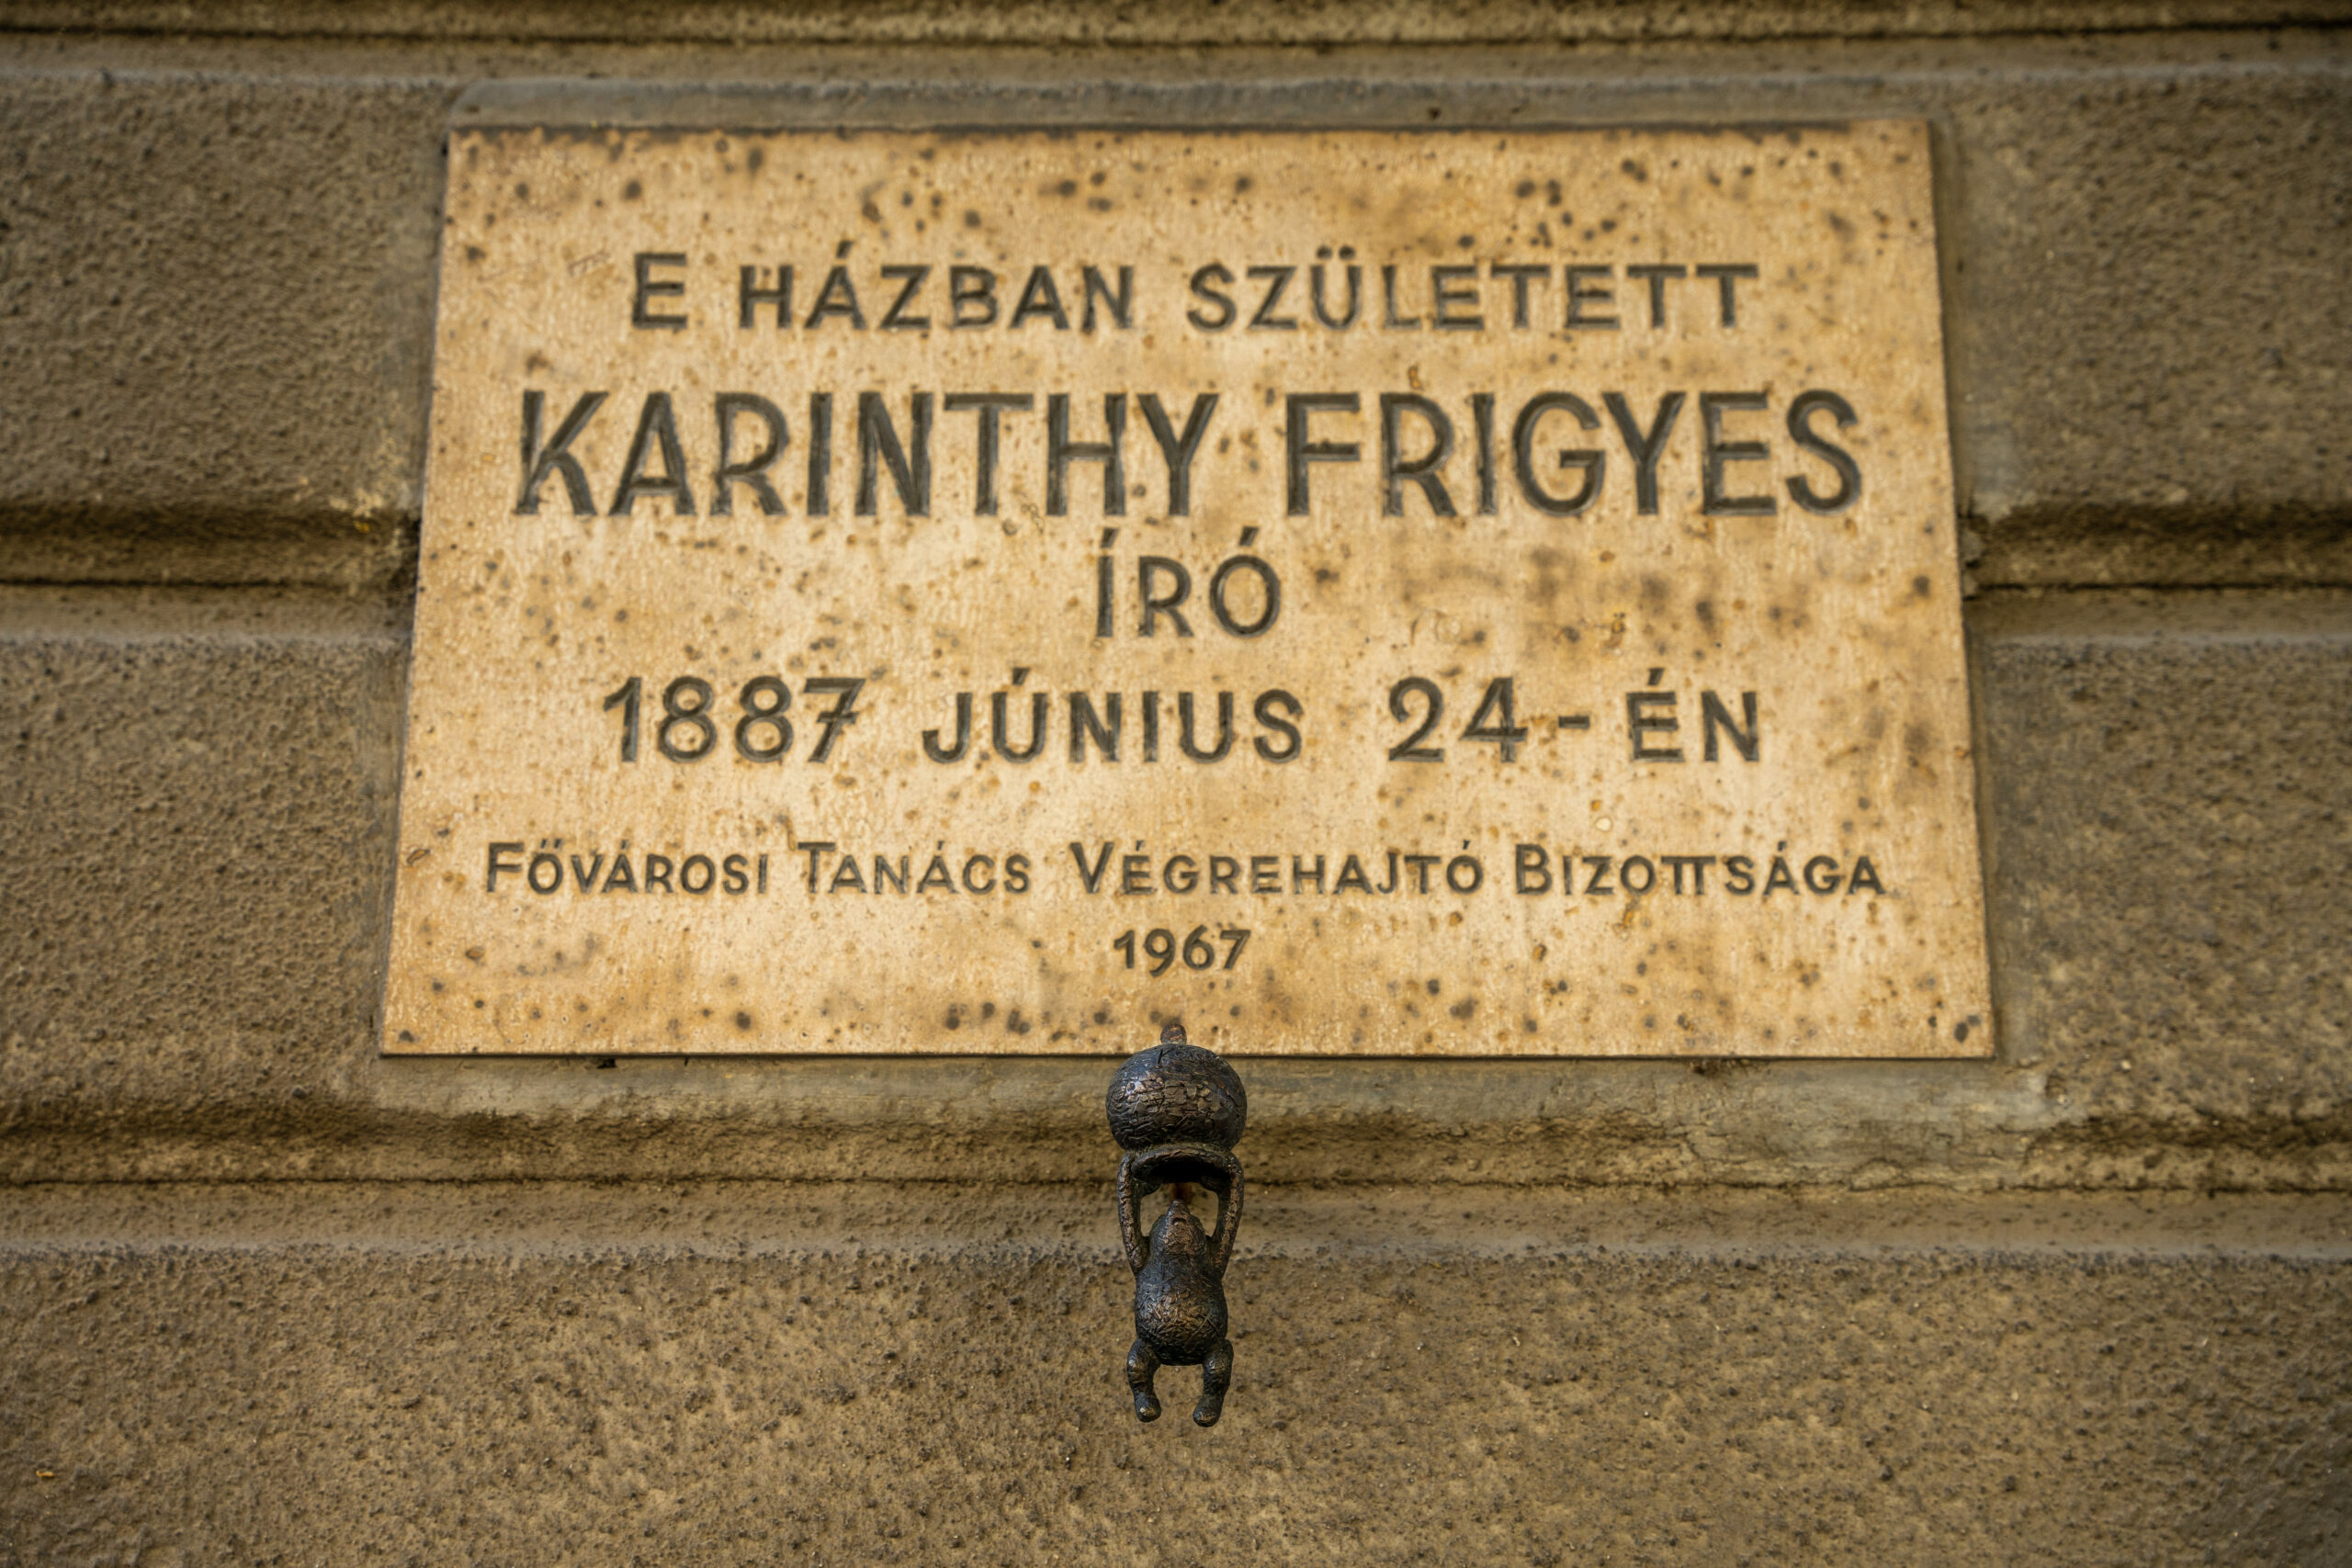 E HÁZBAN SZÜLETETT
KARINTHY FRIGYES
ÍRÓ
1887 JÚNIUS 24-ÉN
FŐVÁROSI TANÁCS VÉGREHAJTÓ BIZOTTSÁGA
1967